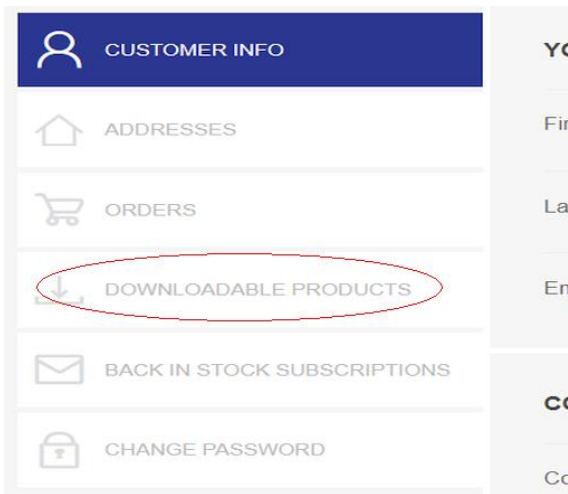 CUSTOMER INFO
ADDRESSES
ORDERS
DOWNLOADABLE PRODUCTS
BACK IN STOCK SUBSCRIPTIONS
CHANGE PASSWORD